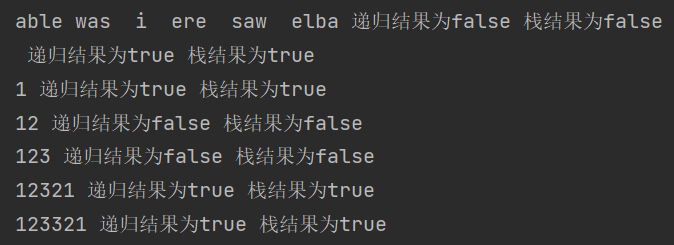 able was  i  ere  saw  elba 递归结果为false 栈结果为false
 递归结果为true 栈结果为true
1 递归结果为true 栈结果为true
12 递归结果为false 栈结果为false
123 递归结果为false 栈结果为false
12321 递归结果为true 栈结果为true
123321 递归结果为true 栈结果为true